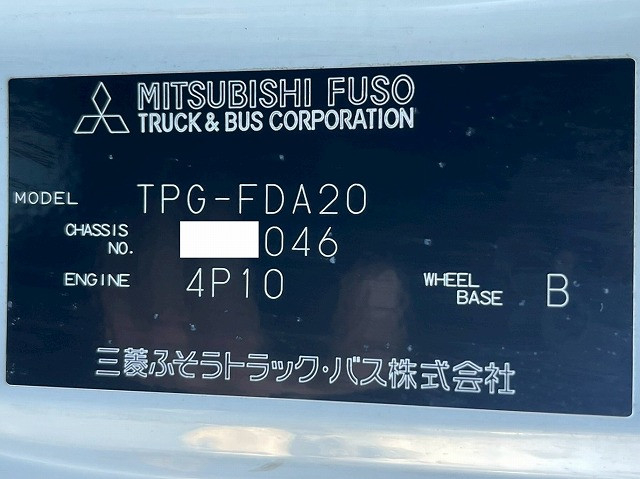 MITSUBISHI FUSO
TRUCK & BUS CORPORATION
MODEL TPG-FDA20
CHASSIS NO. 046
ENGINE 4P10 WHEEL BASE B
三菱ふそうトラック・バス株式会社